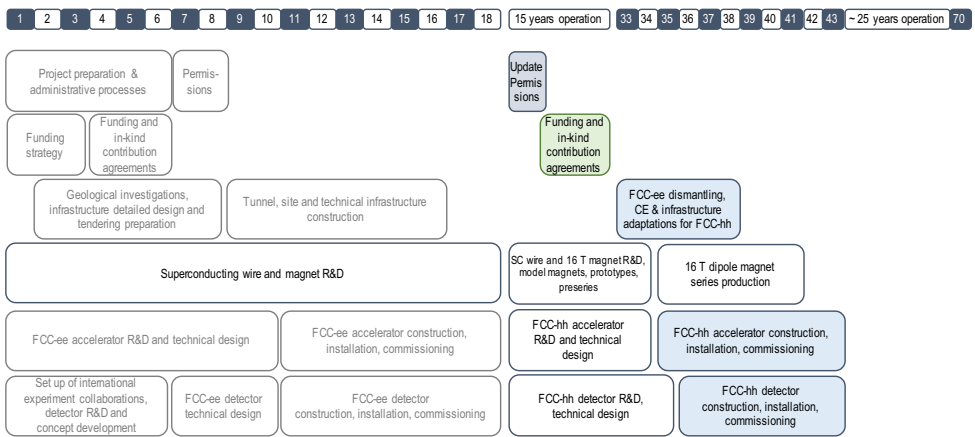 1 2 3 4 5 6 7 8 9 10 11 12 13 14 15 16 17 18 15 years operation 33 34 35 36 37 38 39 40 41 42 43 ~ 25 years operation 70
Project preparation &
administrative processes
Permis-
sions
Update
Permis
sions
Funding
strategy
Funding and
in-kind
contribution
agreements
Funding and
in-kind
contribution
agreements
Geological investigations,
infrastructure detailed design and
tendering preparation
Tunnel, site and technical infrastructure
construction
FCC-ee dismantling,
CE & infrastructure
adaptations for FCC-hh
Superconducting wire and magnet R&D
SC wire and 16 T magnet R&D,
model magnets, prototypes,
preseries
16 T dipole magnet
series production
FCC-ee accelerator R&D and technical design
FCC-ee accelerator construction,
installation, commissioning
FCC-hh accelerator
R&D and technical
design
FCC-hh accelerator construction,
installation, commissioning
Set up of international
experiment collaborations,
detector R&D and
concept development
FCC-ee detector
technical design
FCC-ee detector
construction, installation, commissioning
FCC-hh detector R&D,
technical design
FCC-hh detector
construction, installation,
commissioning